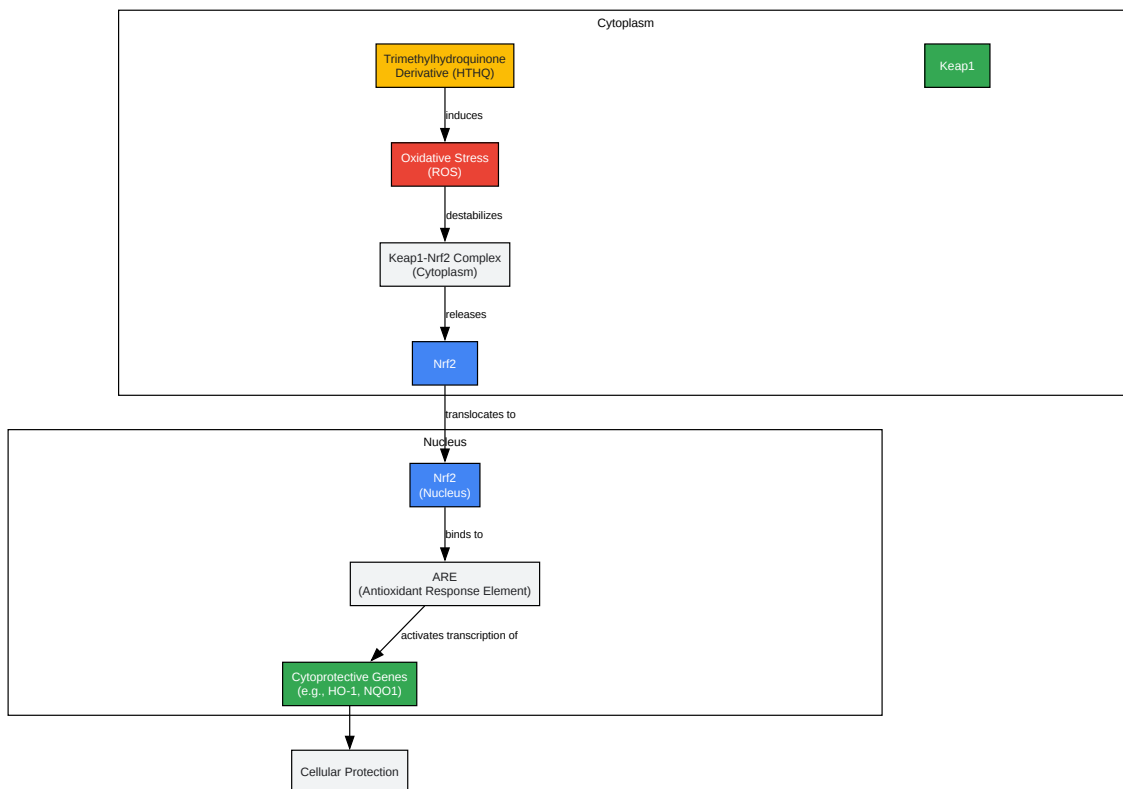 Cytoplasm
Trimethylhydroquinone
Derivative (HTHQ)
Keap1
induces
Oxidative Stress
(ROS)
destabilizes
Keap1-Nrf2 Complex
(Cytoplasm)
releases
Nrf2
translocates to
Nucleus
Nrf2
(Nucleus)
binds to
ARE
(Antioxidant Response Element)
activates transcription of
Cytoprotective Genes
(e.g., HO-1, NQO1)
Cellular Protection